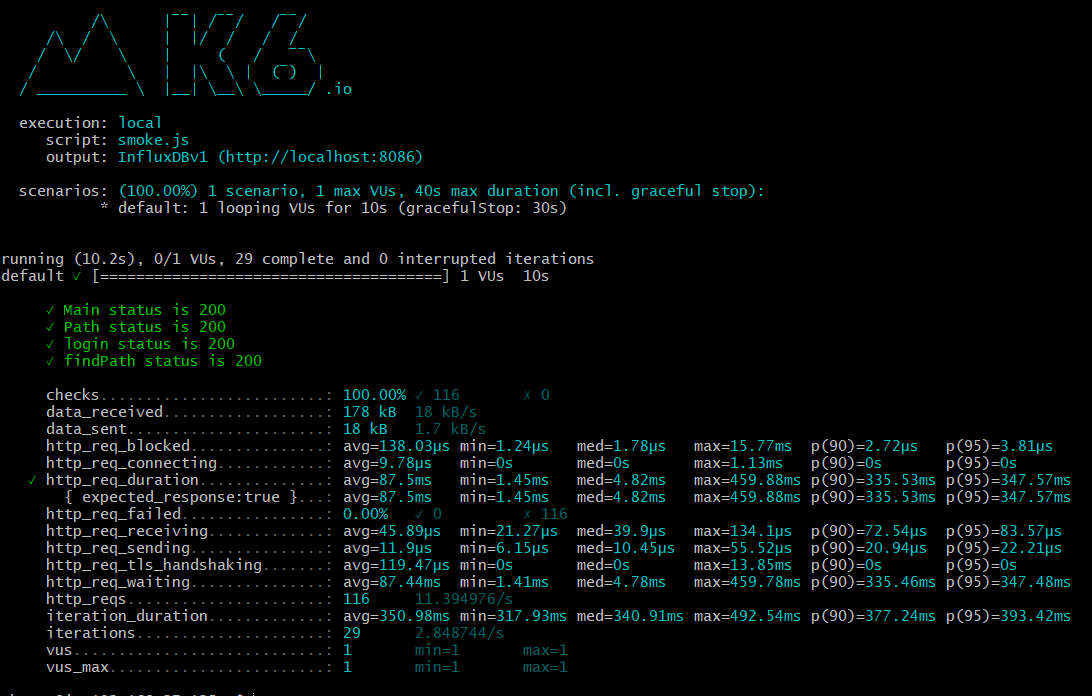 K6 .io
execution: local
script: smoke.js
output: InfluxDBv1 (http://localhost:8086)
scenarios: (100.00%) 1 scenario, 1 max VUs, 40s max duration (incl. graceful stop):
* default: 1 looping VUs for 10s (gracefulStop: 30s)
running (10.2s), 0/1 VUs, 29 complete and 0 interrupted iterations
default ✓ [======================================] 1 VUs  10s
✓ Main status is 200
✓ Path status is 200
✓ login status is 200
✓ findPath status is 200
checks.........................: 100.00% ✓ 116       ✗ 0
data_received..................: 178 kB  18 kB/s
data_sent......................: 18 kB   1.7 kB/s
http_req_blocked...............: avg=138.03µs min=1.24µs   med=1.78µs   max=15.77ms  p(90)=2.72µs   p(95)=3.81µs
http_req_connecting............: avg=9.78µs   min=0s       med=0s       max=1.13ms   p(90)=0s       p(95)=0s
✓ http_req_duration..............: avg=87.5ms   min=1.45ms   med=4.82ms   max=459.88ms p(90)=335.53ms p(95)=347.57ms
{ expected_response:true }...: avg=87.5ms   min=1.45ms   med=4.82ms   max=459.88ms p(90)=335.53ms p(95)=347.57ms
http_req_failed................: 0.00%   ✓ 0         ✗ 116
http_req_receiving.............: avg=45.89µs  min=21.27µs  med=39.9µs   max=134.1µs  p(90)=72.54µs  p(95)=83.57µs
http_req_sending...............: avg=11.9µs   min=6.15µs   med=10.45µs  max=55.52µs  p(90)=20.94µs  p(95)=22.21µs
http_req_tls_handshaking.......: avg=119.47µs min=0s       med=0s       max=13.85ms  p(90)=0s       p(95)=0s
http_req_waiting...............: avg=87.44ms  min=1.41ms   med=4.78ms   max=459.78ms p(90)=335.46ms p(95)=347.48ms
http_reqs......................: 116     11.394976/s
iteration_duration.............: avg=350.98ms min=317.93ms med=340.91ms max=492.54ms p(90)=377.24ms p(95)=393.42ms
iterations.....................: 29      2.848744/s
vus............................: 1       min=1       max=1
vus_max........................: 1       min=1       max=1